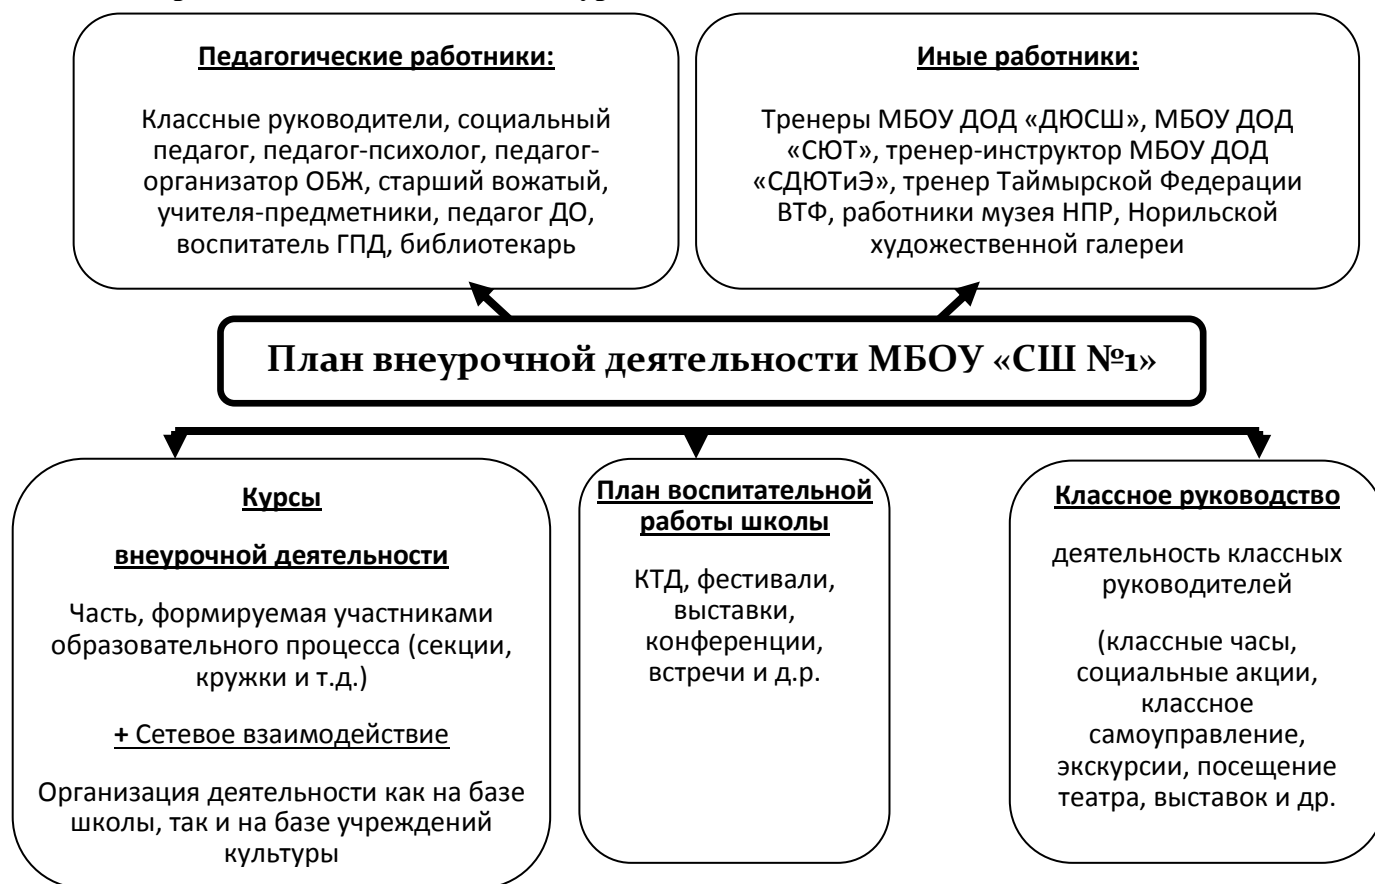 Педагогические работники:
Классные руководители, социальный
педагог, педагог-психолог, педагог-
организатор ОБЖ, старший вожатый,
учителя-предметники, педагог ДО,
воспитатель ГПД, библиотекарь
Иные работники:
Тренеры МБОУ ДОД «ДЮСШ», МБОУ ДОД
«СЮТ», тренер-инструктор МБОУ ДОД
«СДЮТиЭ», тренер Таймырской Федерации
ВТФ, работники музея НПР, Норильской
художественной галереи
План внеурочной деятельности МБОУ «СШ №1»
Курсы
внеурочной деятельности
Часть, формируемая участниками
образовательного процесса (секции,
кружки и т.д.)
+ Сетевое взаимодействие
Организация деятельности как на базе
школы, так и на базе учреждений
культуры
План воспитательной
работы школы
КТД, фестивали,
выставки,
конференции,
встречи и д.р.
Классное руководство
деятельность классных
руководителей
(классные часы,
социальные акции,
классное
самоуправление,
экскурсии, посещение
театра, выставок и др.